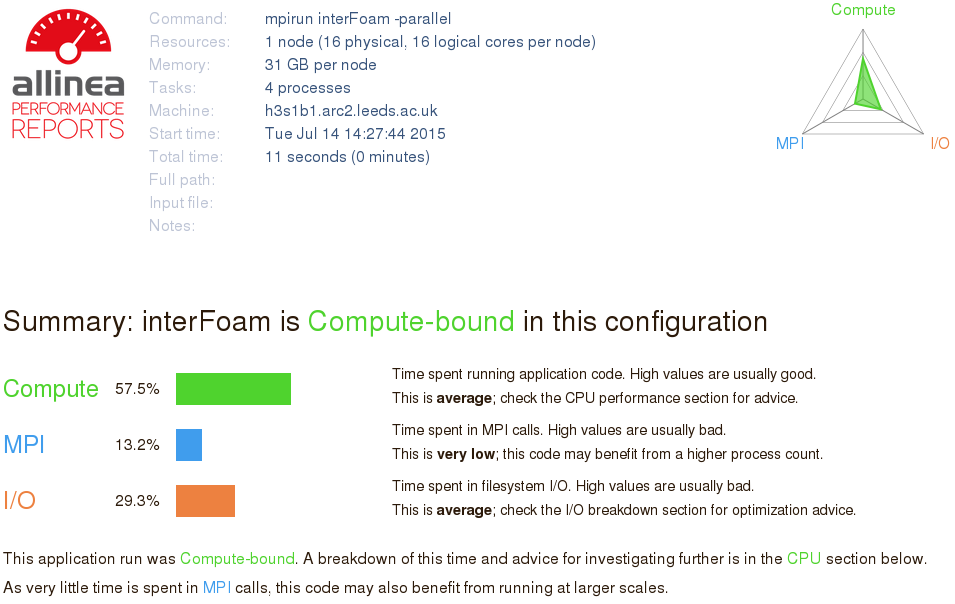 allinea
PERFORMANCE
REPORTS
Command: mpirun interFoam -parallel
Resources: 1 node (16 physical, 16 logical cores per node)
Memory: 31 GB per node
Tasks: 4 processes
Machine: h3s1b1.arc2.leeds.ac.uk
Start time: Tue Jul 14 14:27:44 2015
Total time: 11 seconds (0 minutes)
Full path:
Input file:
Notes:
Compute
MPI
I/O
Summary: interFoam is Compute-bound in this configuration
Compute 57.5%
Time spent running application code. High values are usually good.
This is average; check the CPU performance section for advice.
MPI 13.2%
Time spent in MPI calls. High values are usually bad.
This is very low; this code may benefit from a higher process count.
I/O 29.3%
Time spent in filesystem I/O. High values are usually bad.
This is average; check the I/O breakdown section for optimization advice.
This application run was Compute-bound. A breakdown of this time and advice for investigating further is in the CPU section below.
As very little time is spent in MPI calls, this code may also benefit from running at larger scales.